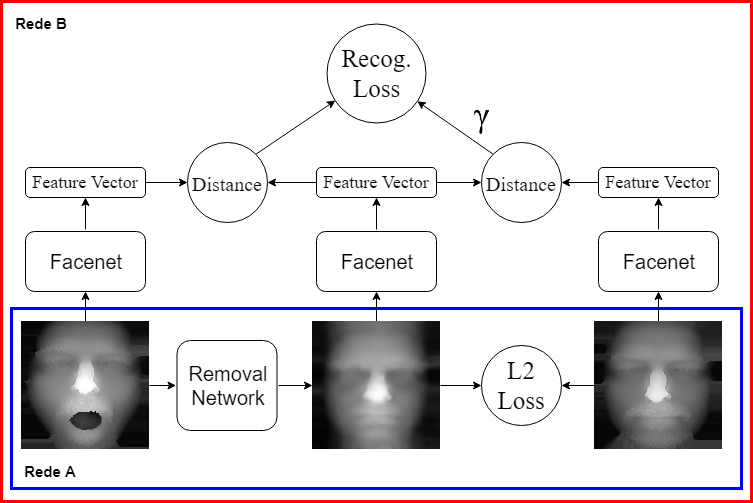 Rede B
Recog.
Loss
γ
Feature Vector
Distance
Feature Vector
Distance
Feature Vector
Facenet
Facenet
Facenet
Removal
Network
L2
Loss
Rede A